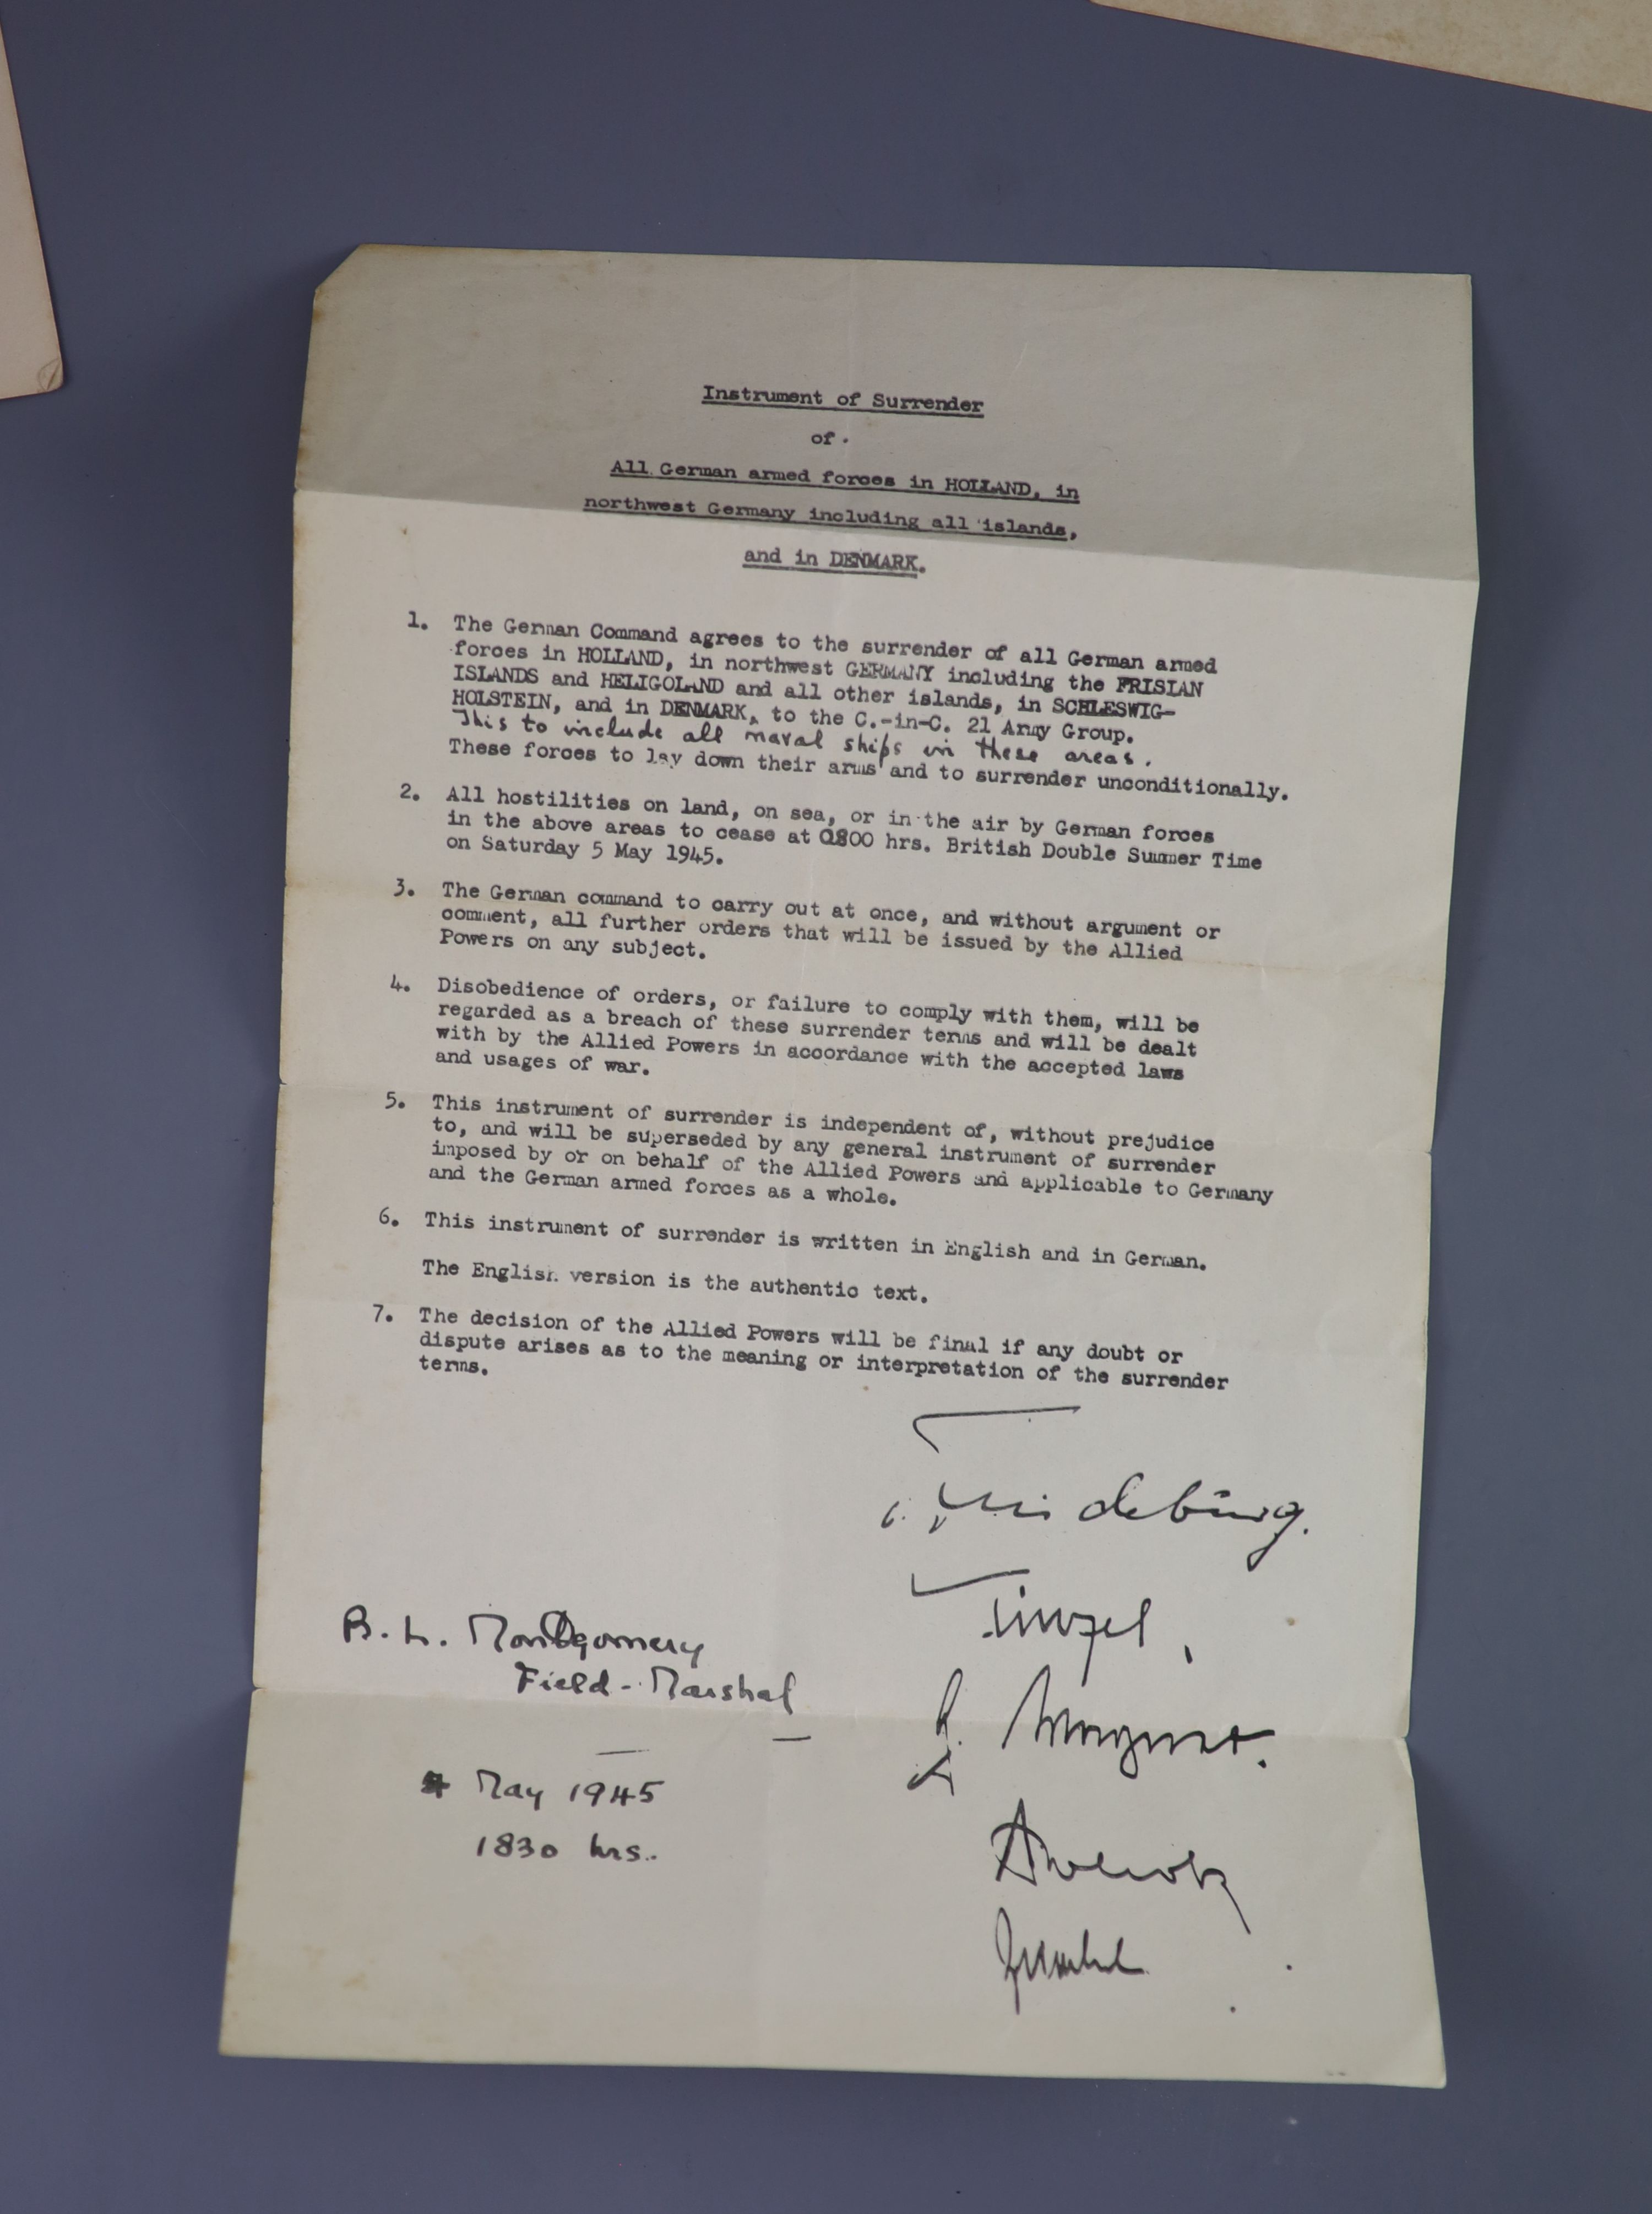 Instrument of Surrender
of
All German armed forces in HOLLAND, in
northwest Germany including all islands,
and in DENMARK.
1. The German Command agrees to the surrender of all German armed
forces in HOLLAND, in northwest GERMANY including the FRISIAN
ISLANDS and HELIGOLAND and all other islands, in SCHLESWIG-
HOLSTEIN, and in DENMARK, to the C.-in-C. 21 Army Group.
This to include all naval ships in these areas.
These forces to lay down their arms and to surrender unconditionally.
2. All hostilities on land, on sea, or in the air by German forces
in the above areas to cease at 0800 hrs. British Double Summer Time
on Saturday 5 May 1945.
3. The German command to carry out at once, and without argument or
comment, all further orders that will be issued by the Allied
Powers on any subject.
4. Disobedience of orders, or failure to comply with them, will be
regarded as a breach of these surrender terms and will be dealt
with by the Allied Powers in accordance with the accepted laws
and usages of war.
5. This instrument of surrender is independent of, without prejudice
to, and will be superseded by any general instrument of surrender
imposed by or on behalf of the Allied Powers and applicable to Germany
and the German armed forces as a whole.
6. This instrument of surrender is written in English and in German.
The English version is the authentic text.
7. The decision of the Allied Powers will be final if any doubt or
dispute arises as to the meaning or interpretation of the surrender
terms.
B. L. Montgomery
Field-Marshal
4 May 1945
1830 hrs.